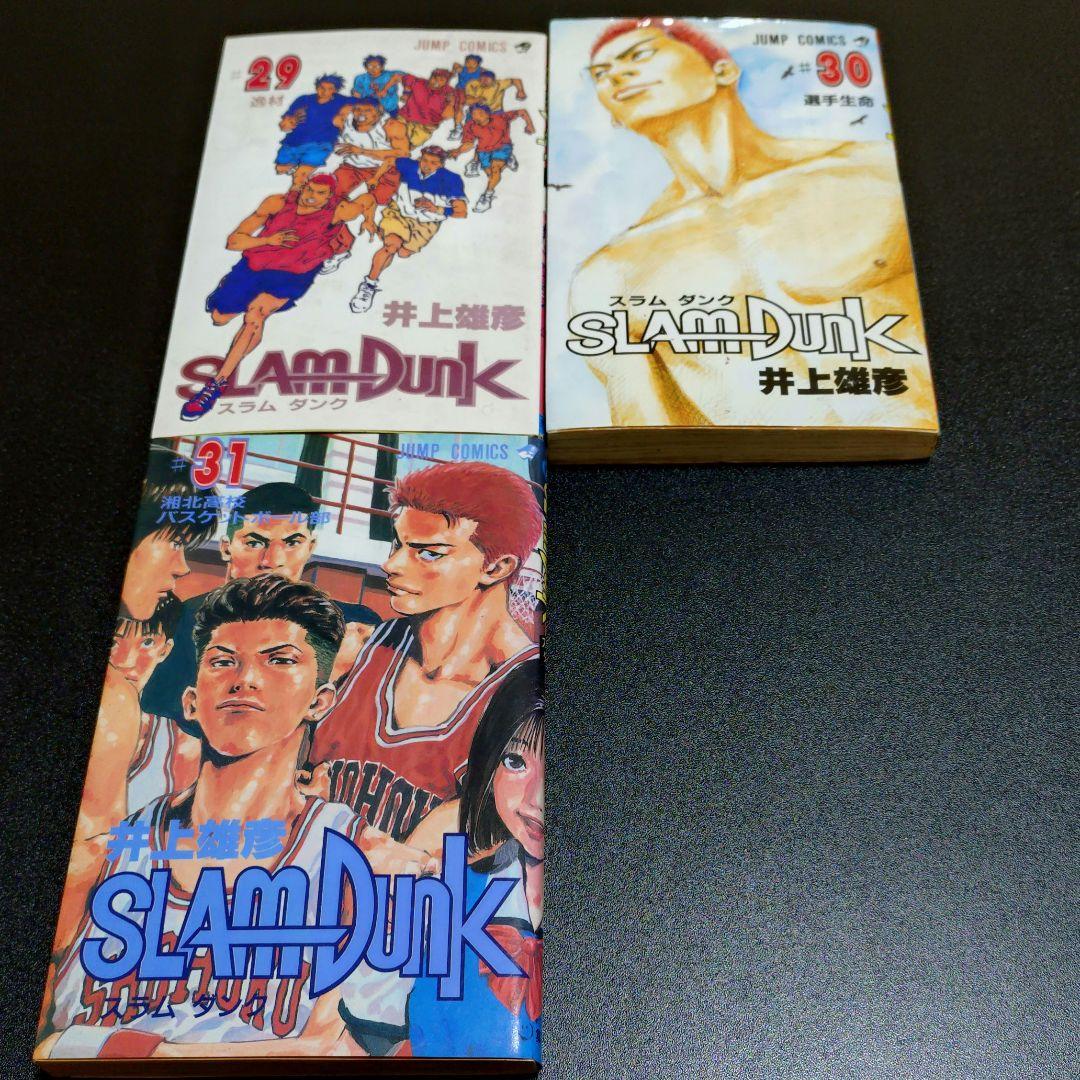 JUMP COMICS
#29
逸材
井上雄彦
SLAM DUNK
スラム ダンク
JUMP COMICS
#30
選手生命
スラム ダンク
SLAM DUNK
井上雄彦
JUMP COMICS
#31
湘北高校
バスケットボール部
井上雄彦
SLAM DUNK
スラム ダンク